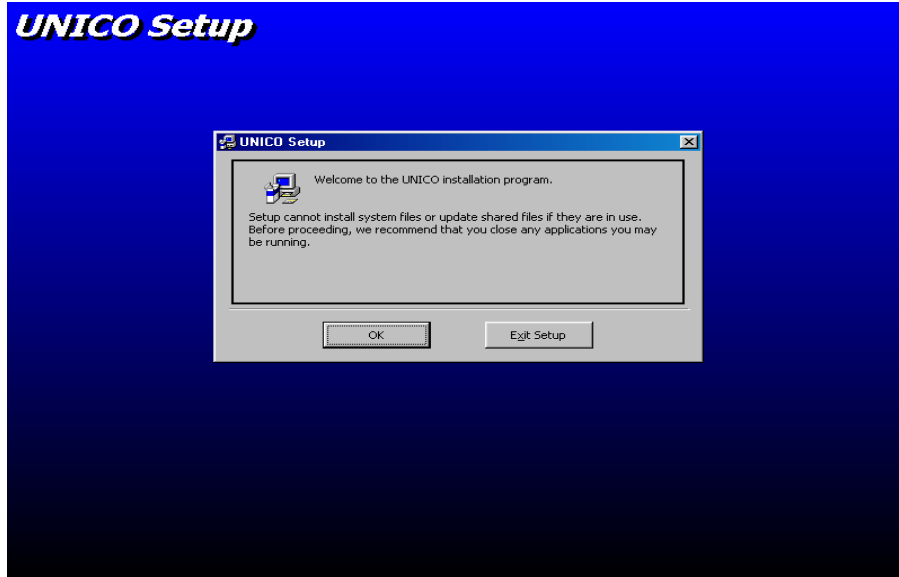 UNICO Setup
UNICO Setup
Welcome to the UNICO installation program.
Setup cannot install system files or update shared files if they are in use.
Before proceeding, we recommend that you close any applications you may
be running.
OK
Exit Setup